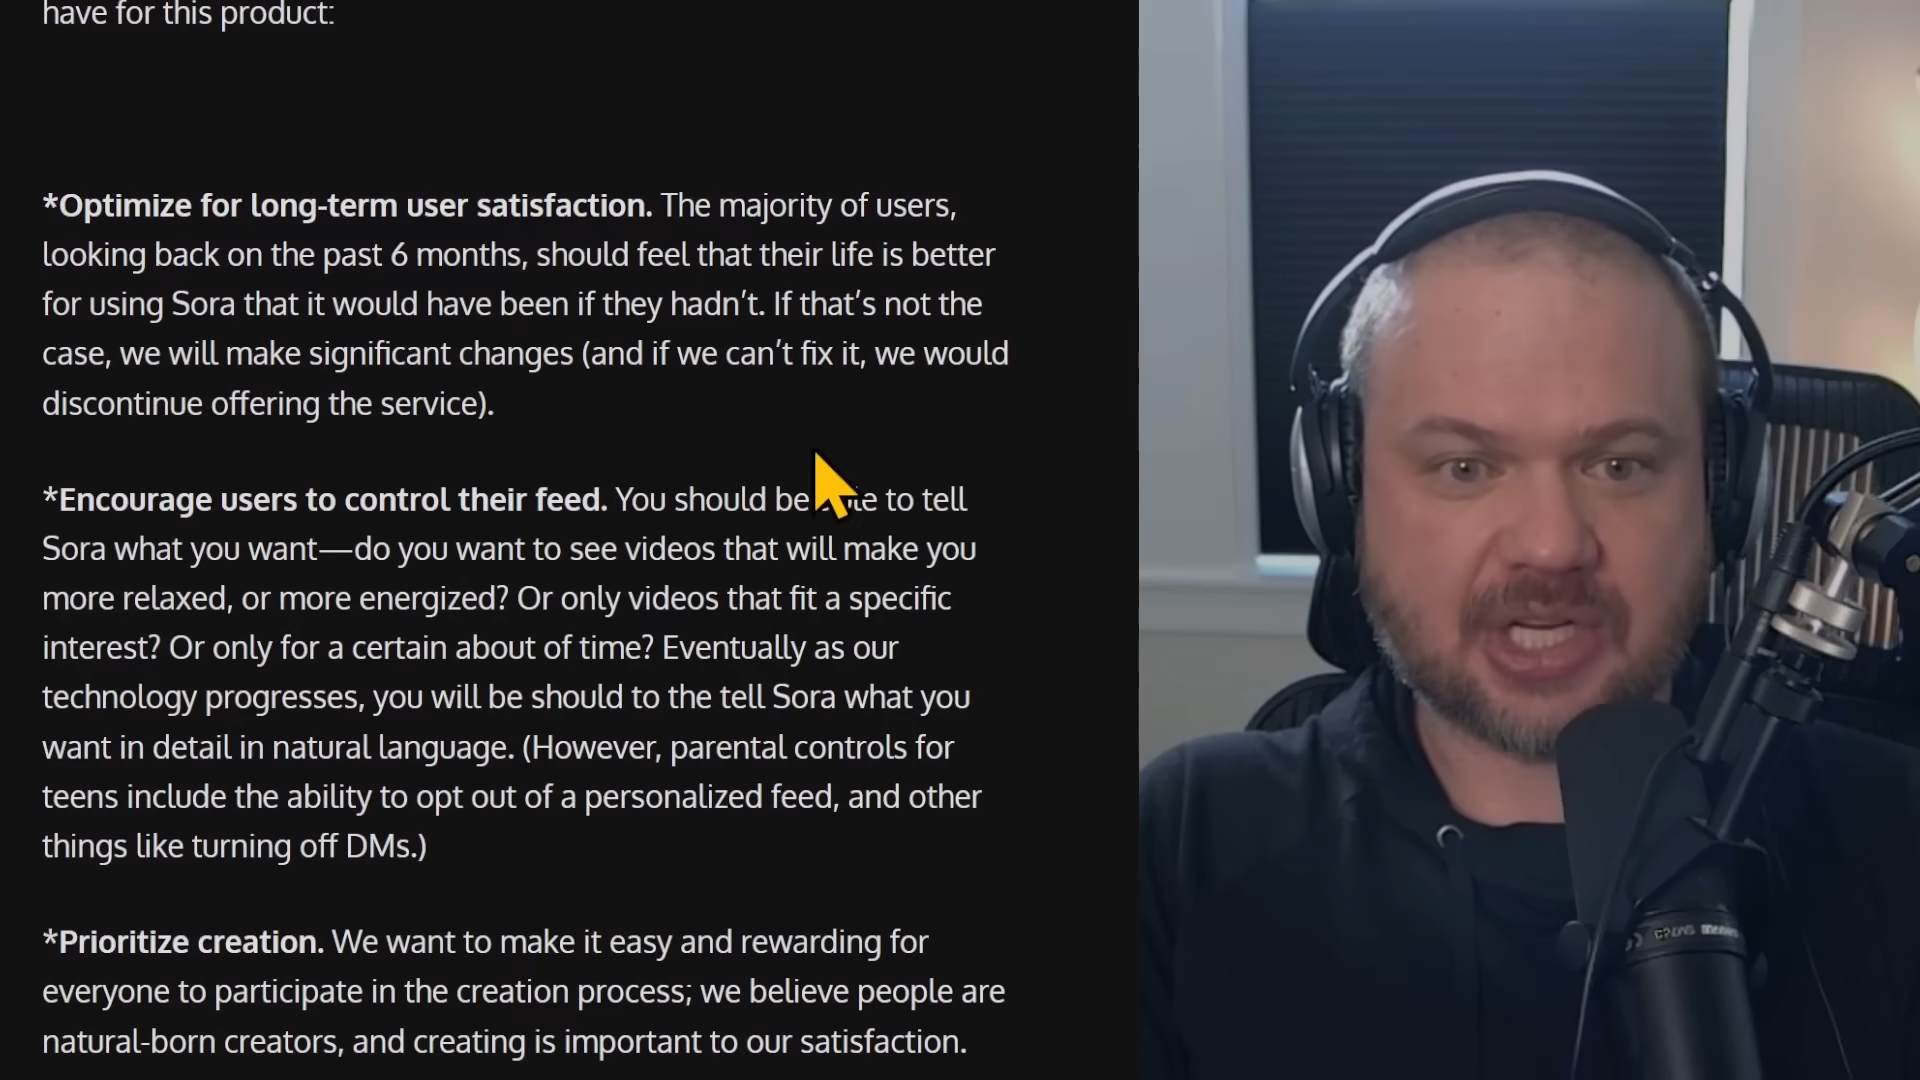 have for this product:
*Optimize for long-term user satisfaction. The majority of users,
looking back on the past 6 months, should feel that their life is better
for using Sora that it would have been if they hadn’t. If that’s not the
case, we will make significant changes (and if we can’t fix it, we would
discontinue offering the service).
*Encourage users to control their feed. You should be to tell
Sora what you want—do you want to see videos that will make you
more relaxed, or more energized? Or only videos that fit a specific
interest? Or only for a certain about of time? Eventually as our
technology progresses, you will be should to the tell Sora what you
want in detail in natural language. (However, parental controls for
teens include the ability to opt out of a personalized feed, and other
things like turning off DMs.)
*Prioritize creation. We want to make it easy and rewarding for
everyone to participate in the creation process; we believe people are
natural-born creators, and creating is important to our satisfaction.